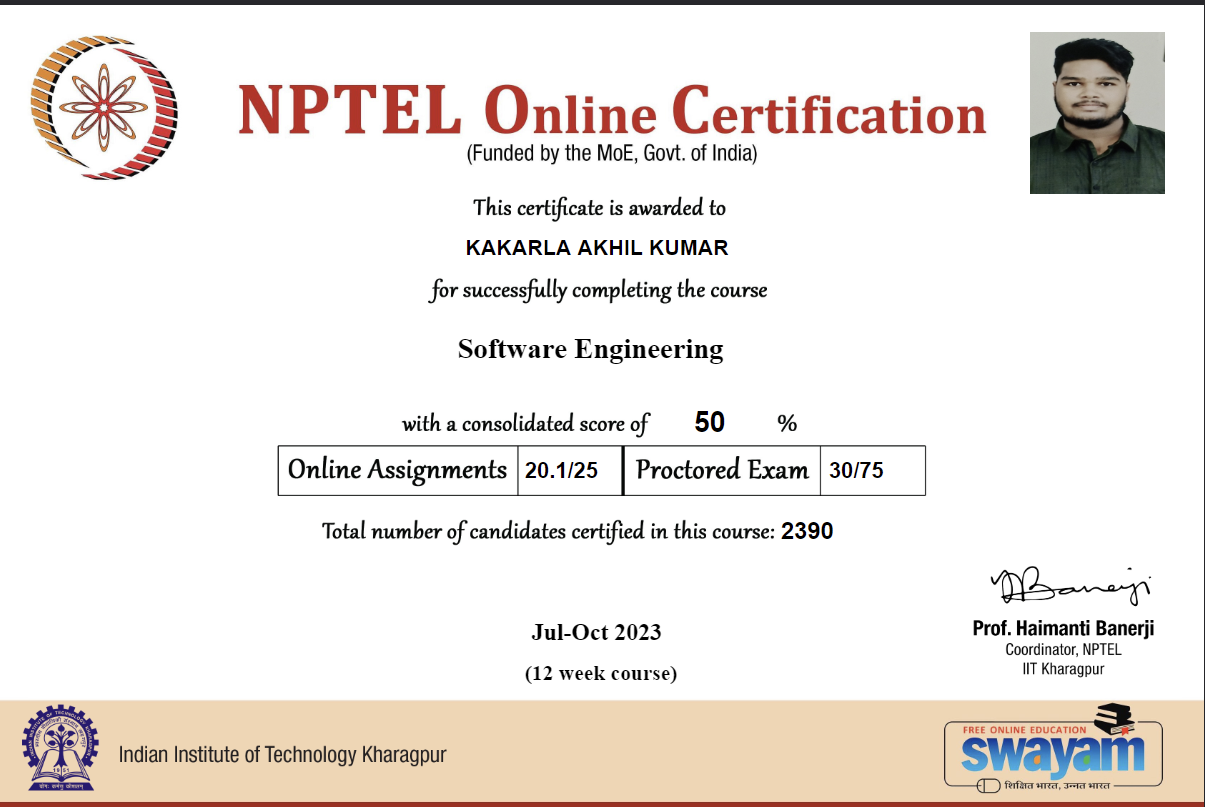 NPTEL Online Certification
(Funded by the MoE, Govt. of India)
This certificate is awarded to
KAKARLA AKHIL KUMAR
for successfully completing the course
Software Engineering
with a consolidated score of 50 %
Online Assignments 20.1/25 Proctored Exam 30/75
Total number of candidates certified in this course: 2390
Jul-Oct 2023
(12 week course)
Prof. Haimanti Banerji
Coordinator, NPTEL
IIT Kharagpur
Indian Institute of Technology Kharagpur
FREE ONLINE EDUCATION
swayam
शिक्षित भारत, उन्नत भारत